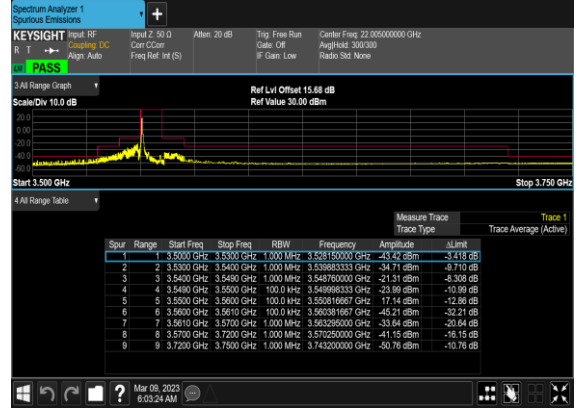 Spectrum Analyzer 1
Spurious Emissions
+
KEYSIGHT Input: RF Input Z: 50 Ω Atten: 20 dB Trig: Free Run Center Freq: 22.005000000 GHz
R T Coupling: DC Corr CCorr Gate: Off Avg|Hold: 300/300
Align: Auto Freq Ref: Int (S) IF Gain: Low Radio Std: None
PASS
3 All Range Graph
Ref Lvl Offset 15.68 dB
Scale/Div 10.0 dB Ref Value 30.00 dBm
20.0
0.00
-20.0
-40.0
-60.0
Start 3.500 GHz Stop 3.750 GHz
4 All Range Table
Measure Trace Trace 1
Trace Type Trace Average (Active)
Spur Range Start Freq Stop Freq RBW Frequency Amplitude ΔLimit
1 1 3.5000 GHz 3.5300 GHz 1.000 MHz 3.528150000 GHz -43.42 dBm -3.418 dB
2 2 3.5300 GHz 3.5400 GHz 1.000 MHz 3.539883333 GHz -34.71 dBm -9.710 dB
3 3 3.5400 GHz 3.5490 GHz 1.000 MHz 3.548760000 GHz -21.31 dBm -8.308 dB
4 4 3.5490 GHz 3.5500 GHz 100.0 kHz 3.549998333 GHz -23.99 dBm -10.99 dB
5 5 3.5500 GHz 3.5600 GHz 100.0 kHz 3.550816667 GHz 17.14 dBm -12.86 dB
6 6 3.5600 GHz 3.5610 GHz 100.0 kHz 3.560381667 GHz -45.21 dBm -32.21 dB
7 7 3.5610 GHz 3.5700 GHz 1.000 MHz 3.563295000 GHz -33.64 dBm -20.64 dB
8 8 3.5700 GHz 3.7200 GHz 1.000 MHz 3.570250000 GHz -41.15 dBm -16.15 dB
9 9 3.7200 GHz 3.7500 GHz 1.000 MHz 3.743200000 GHz -50.76 dBm -10.76 dB
? Mar 09, 2023
6:03:24 AM